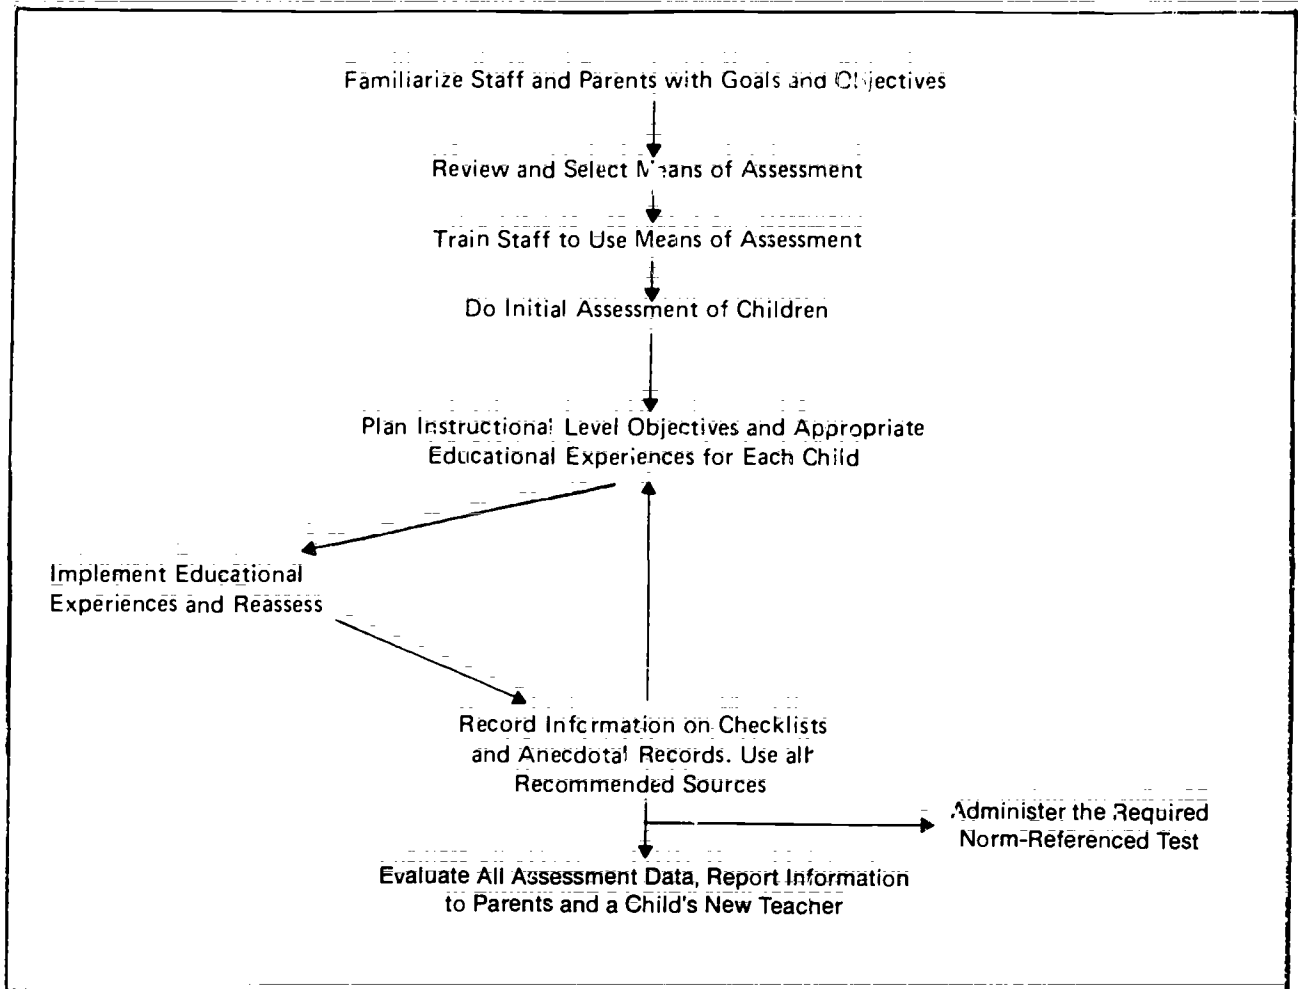 Familiarize Staff and Parents with Goals and Objectives
Review and Select Means of Assessment
Train Staff to Use Means of Assessment
Do Initial Assessment of Children
Plan Instructional Level Objectives and Appropriate
Educational Experiences for Each Child
Implement Educational
Experiences and Reassess
Record Information on Checklists
and Anecdotal Records. Use all
Recommended Sources
Administer the Required
Norm-Referenced Test
Evaluate All Assessment Data, Report Information
to Parents and a Child's New Teacher